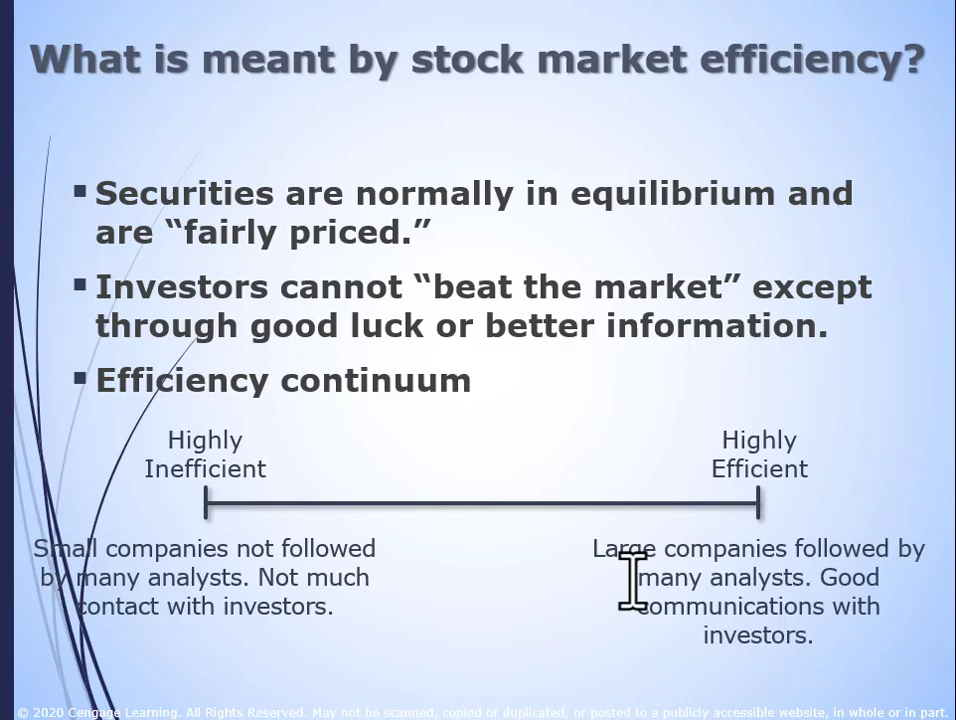 What is meant by stock market efficiency?
▪ Securities are normally in equilibrium and
are “fairly priced.”
▪ Investors cannot “beat the market” except
through good luck or better information.
▪ Efficiency continuum
Highly
Inefficient
Highly
Efficient
Small companies not followed
by many analysts. Not much
contact with investors.
Large companies followed by
many analysts. Good
communications with
investors.
© 2020 Cengage Learning. All Rights Reserved. May not be scanned, copied or duplicated, or posted to a publicly accessible website, in whole or in part.